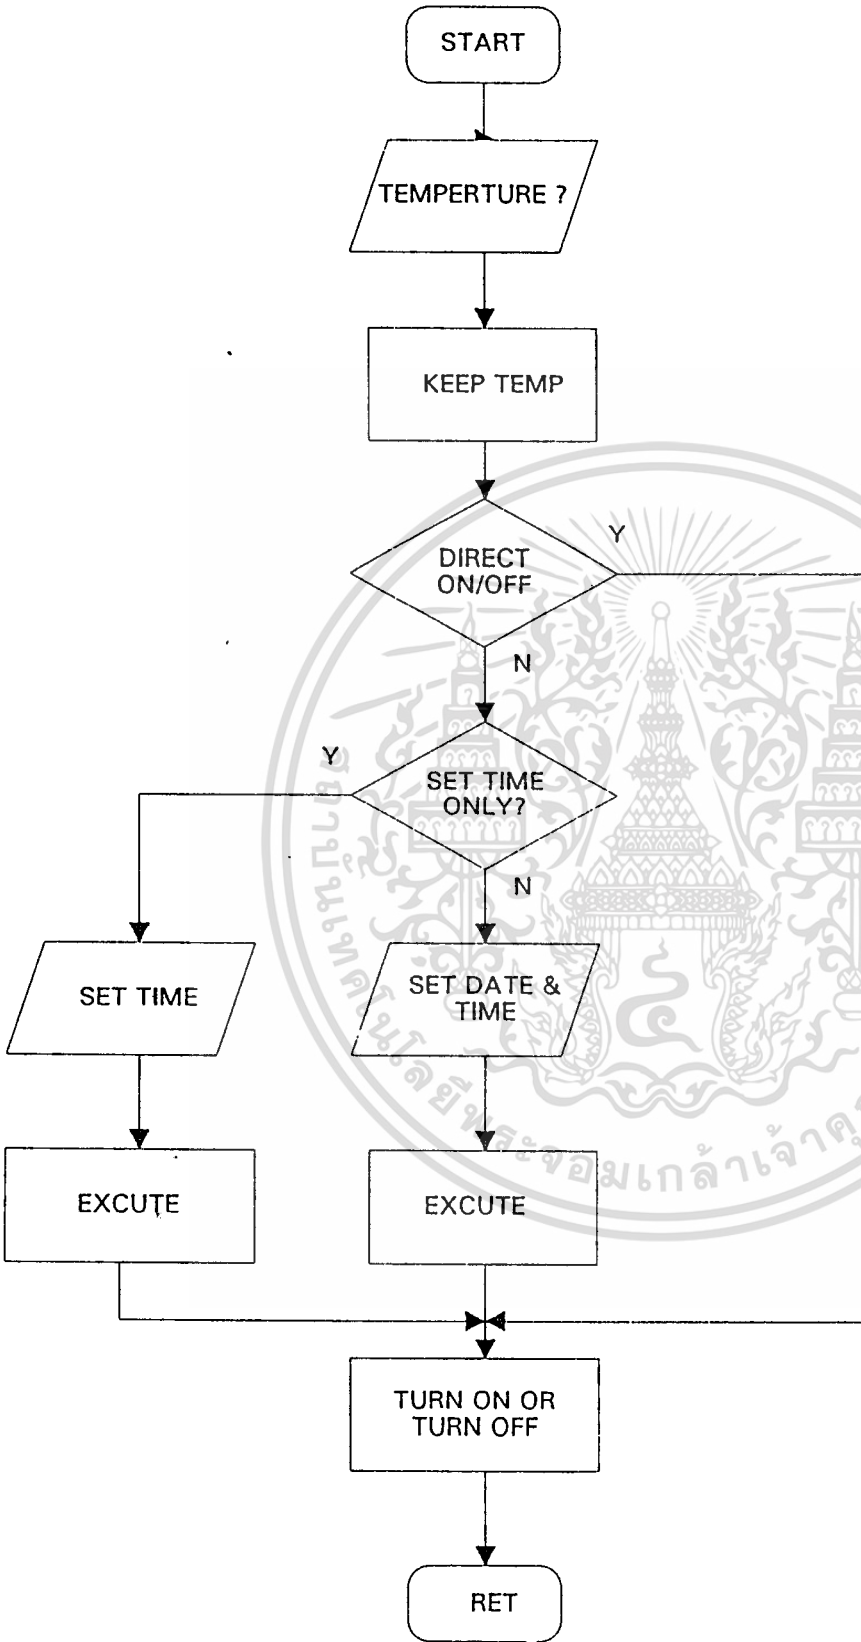 START
TEMPERTURE ?
KEEP TEMP
DIRECT
ON/OFF
Y
N
SET TIME
ONLY?
Y
N
SET TIME
SET DATE &
TIME
EXCUTE
EXCUTE
TURN ON OR
TURN OFF
RET